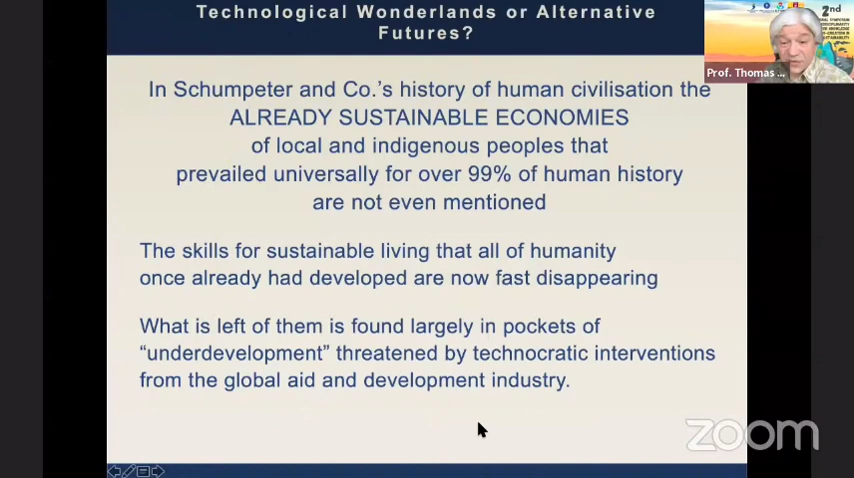 Technological Wonderlands or Alternative
Futures?
In Schumpeter and Co.'s history of human civilisation the
ALREADY SUSTAINABLE ECONOMIES
of local and indigenous peoples that
prevailed universally for over 99% of human history
are not even mentioned
The skills for sustainable living that all of humanity
once already had developed are now fast disappearing
What is left of them is found largely in pockets of
“underdevelopment” threatened by technocratic interventions
from the global aid and development industry.
2nd
Prof. Thomas ...
zoom